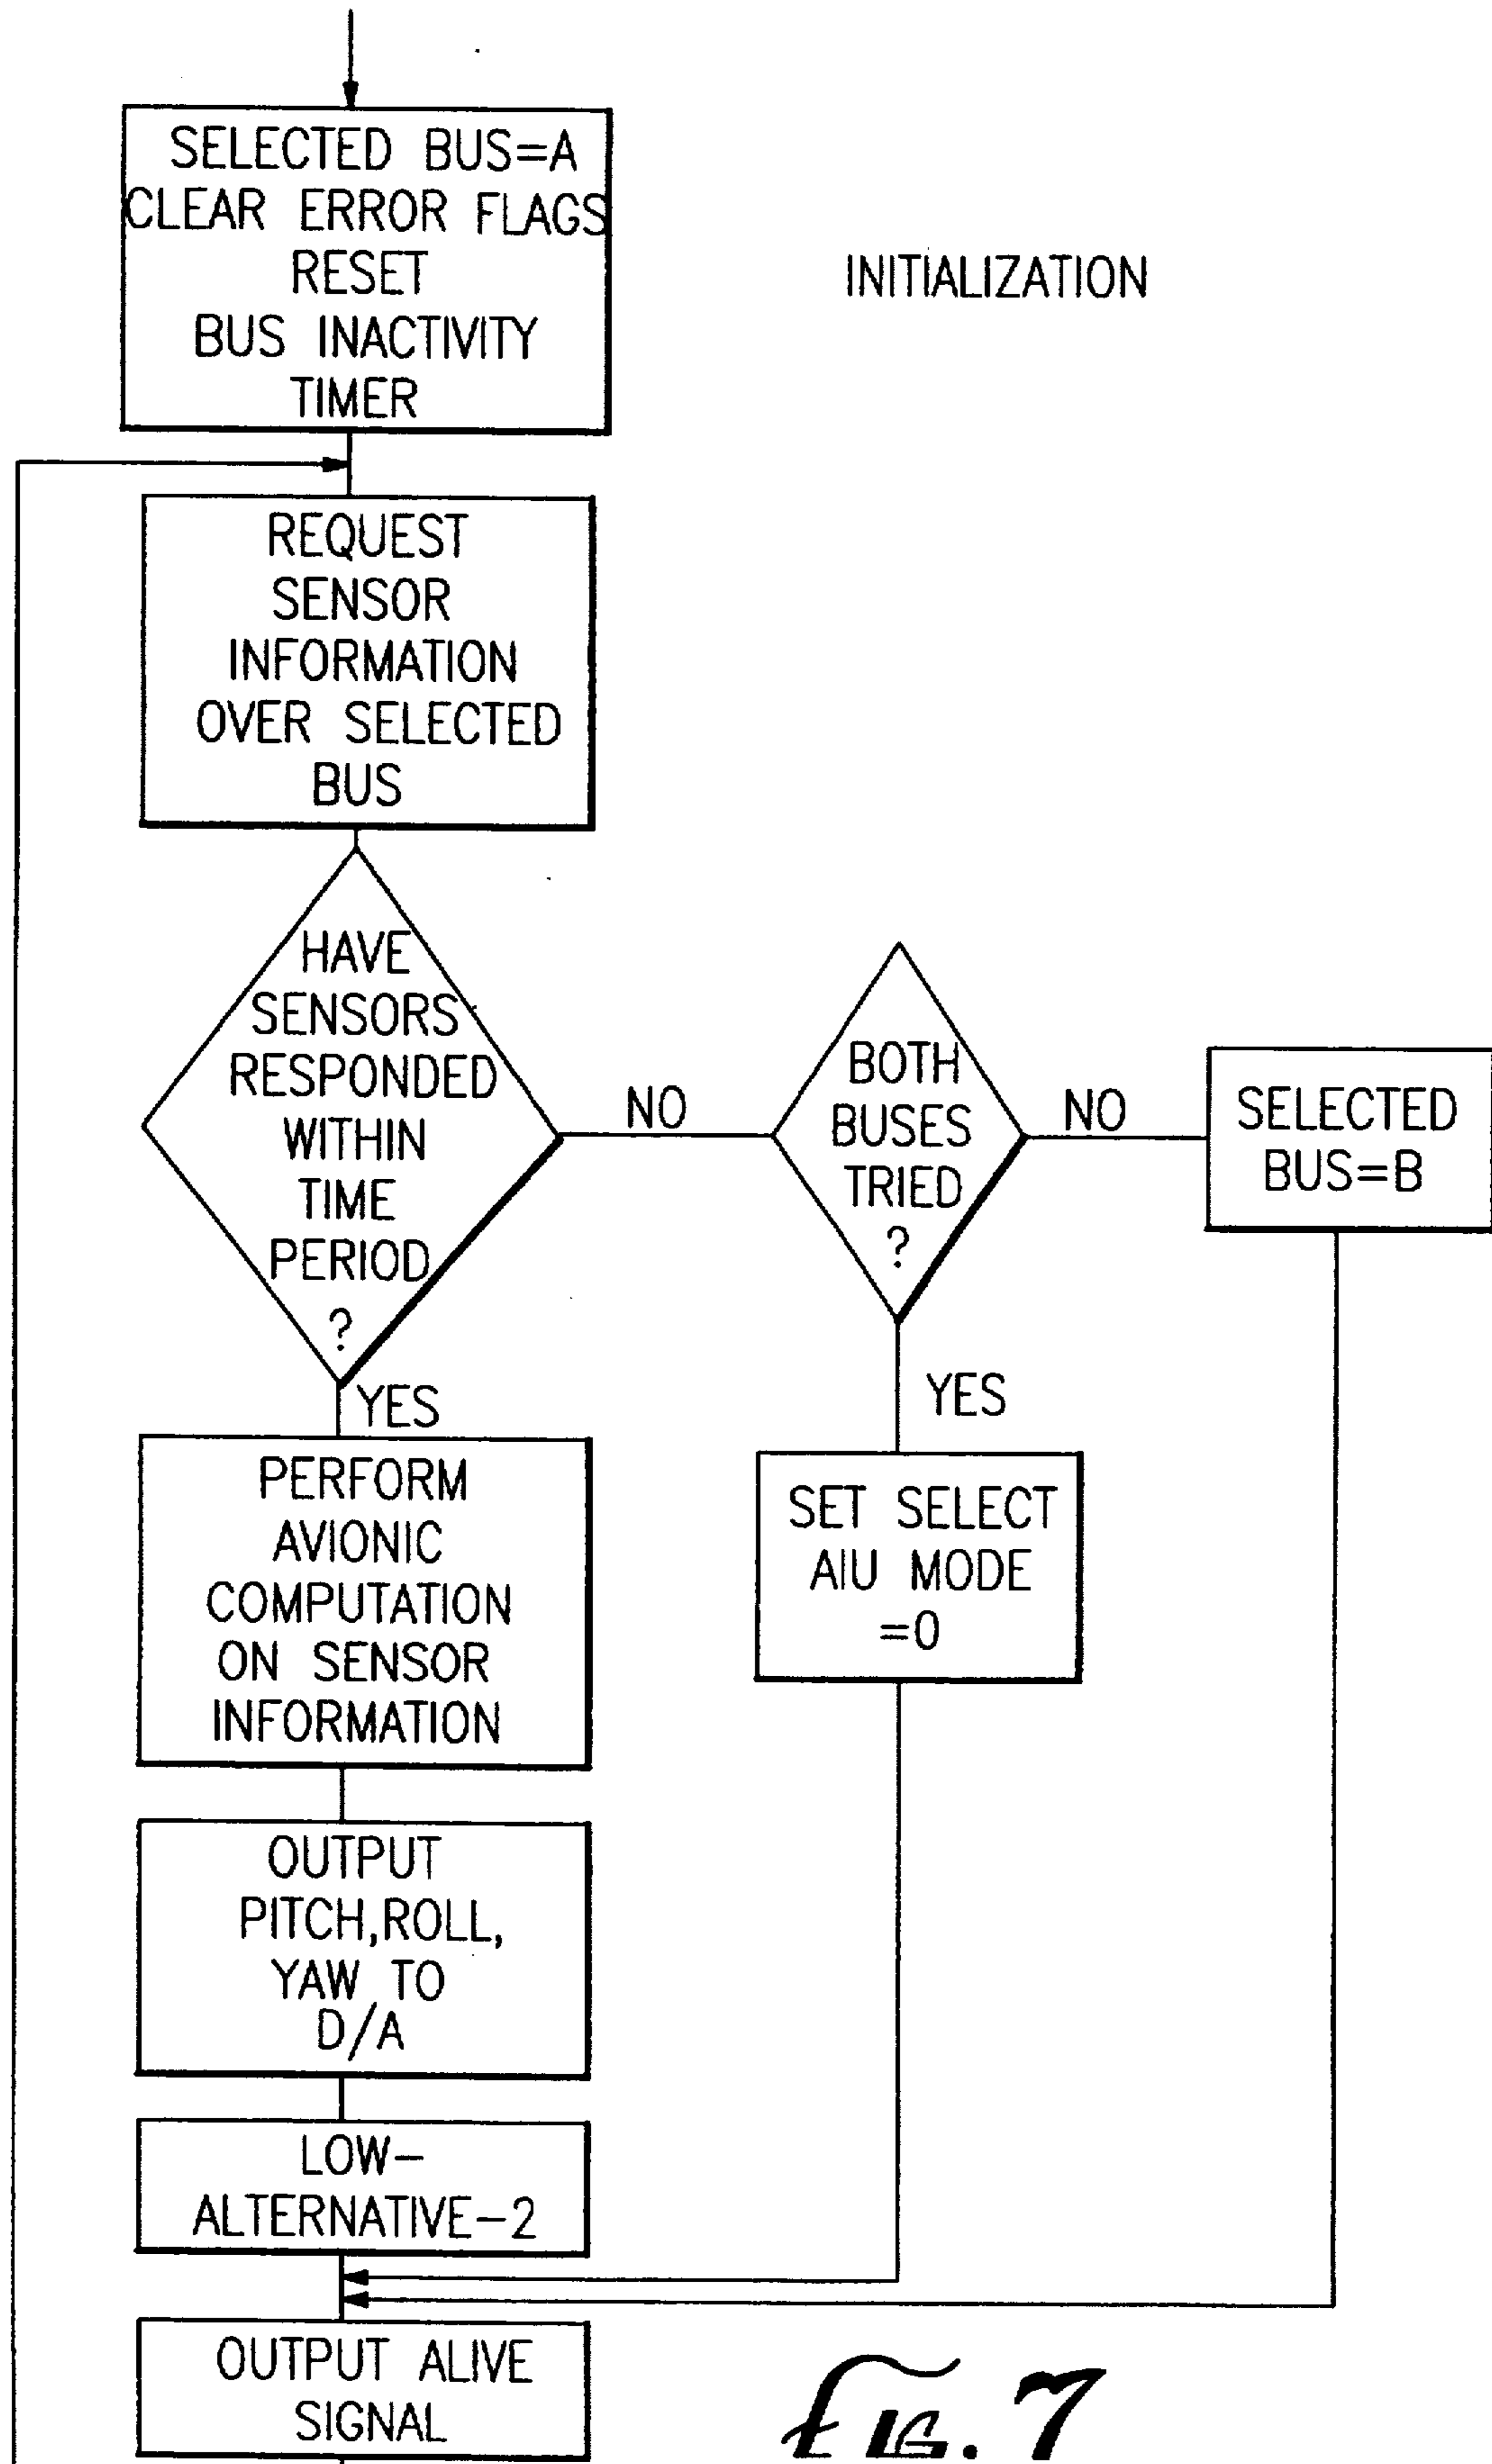 SELECTED BUS=A
CLEAR ERROR FLAGS
RESET
BUS INACTIVITY
TIMER
INITIALIZATION
REQUEST
SENSOR
INFORMATION
OVER SELECTED
BUS
HAVE
SENSORS
RESPONDED
WITHIN
TIME
PERIOD
?
NO
BOTH
BUSES
TRIED
?
NO
SELECTED
BUS=B
YES
YES
PERFORM
AVIONIC
COMPUTATION
ON SENSOR
INFORMATION
SET SELECT
AIU MODE
=0
OUTPUT
PITCH,ROLL,
YAW TO
D/A
LOW-
ALTERNATIVE-2
OUTPUT ALIVE
SIGNAL
FIG. 7